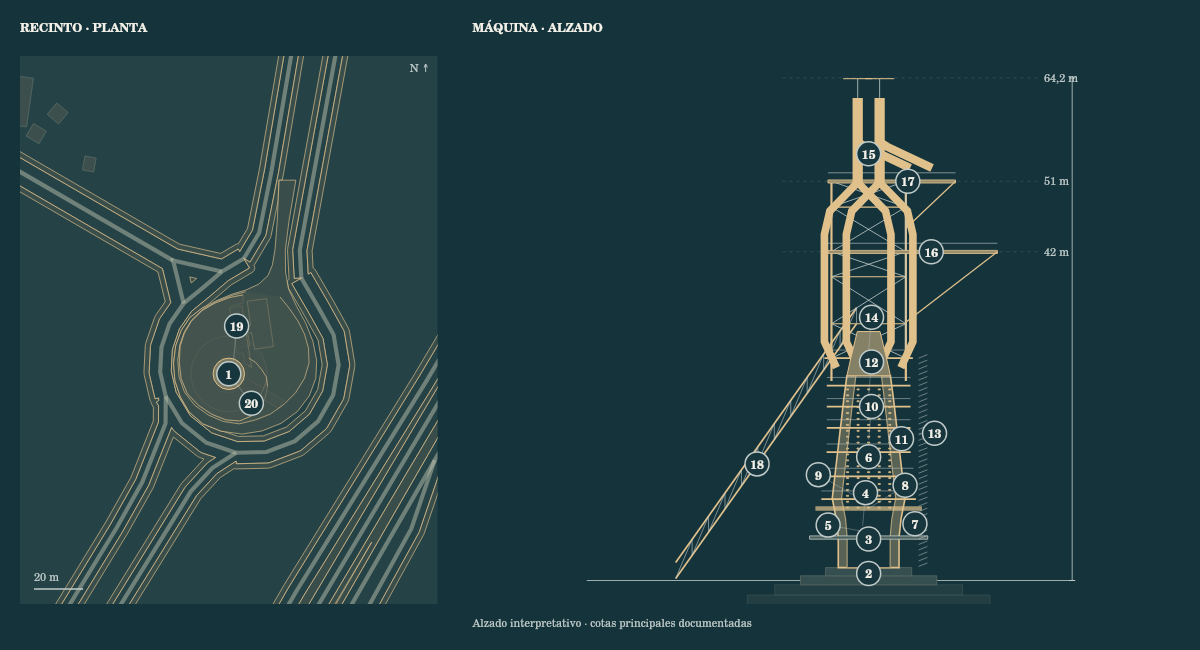 RECINTO · PLANTA
MÁQUINA · ALZADO
N ↑
64,2 m
15
51 m
17
16
42 m
14
19
12
1
20
10
11
13
6
18
9
8
4
5
7
3
2
20 m
Alzado interpretativo · cotas principales documentadas